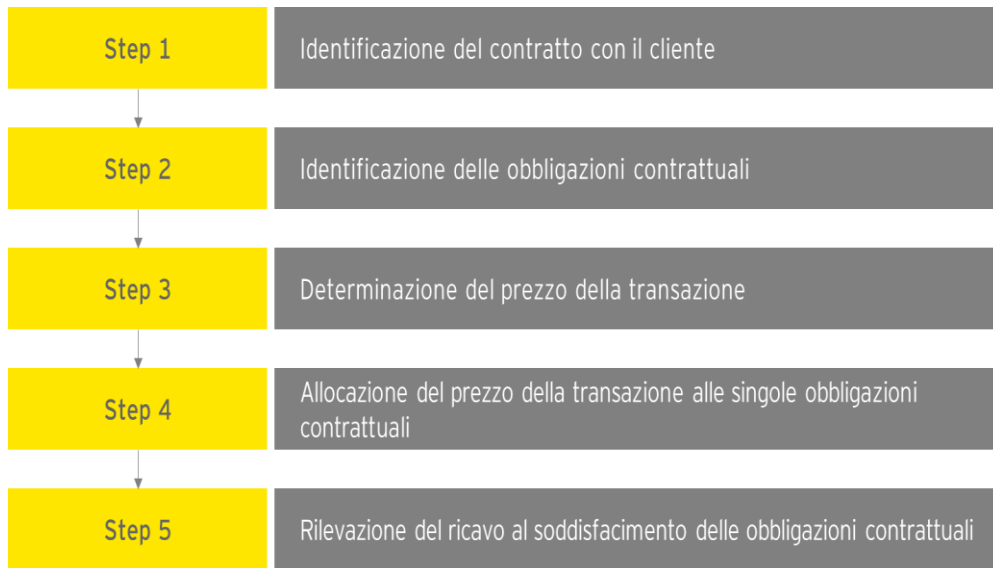 Step 1
Identificazione del contratto con il cliente
Step 2
Identificazione delle obbligazioni contrattuali
Step 3
Determinazione del prezzo della transazione
Step 4
Allocazione del prezzo della transazione alle singole obbligazioni
contrattuali
Step 5
Rilevazione del ricavo al soddisfacimento delle obbligazioni contrattuali